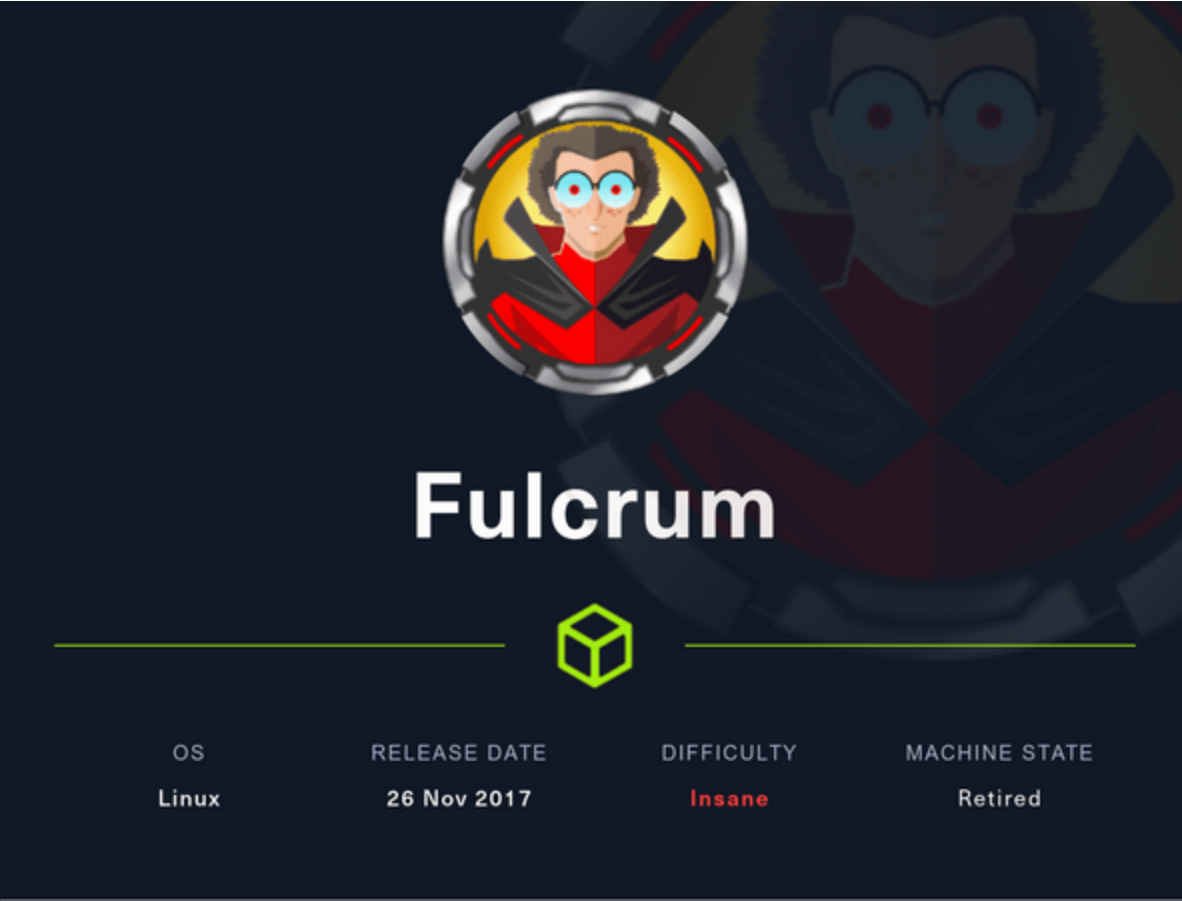 Fulcrum
OS RELEASE DATE DIFFICULTY MACHINE STATE
Linux 26 Nov 2017 Insane Retired